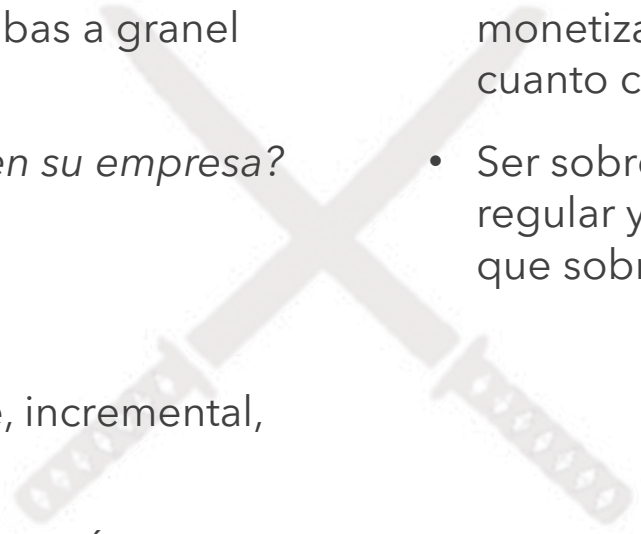 bas a granel
en su empresa?
, incremental,
monetiza
cuanto c
• Ser sobre
regular y
que sobr